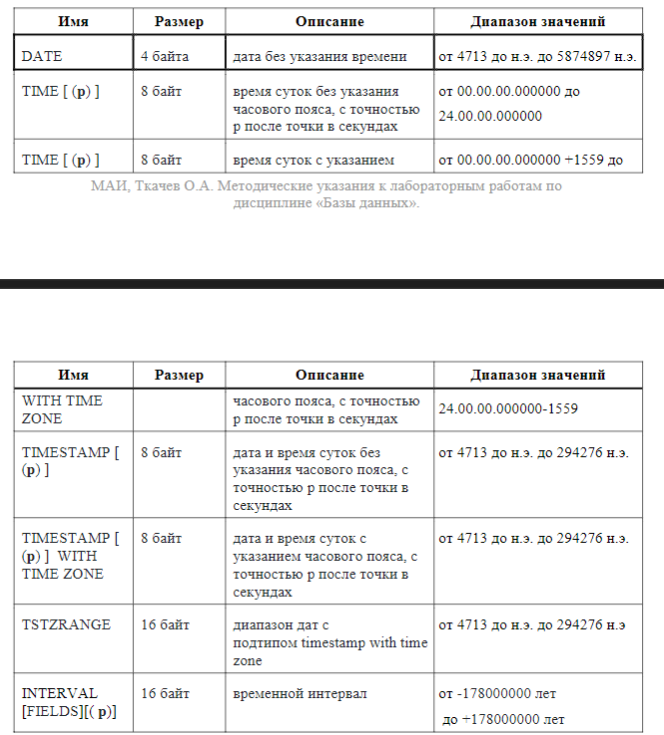 Имя Размер Описание Диапазон значений
DATE 4 байта дата без указания времени от 4713 до н.э. до 5874897 н.э.
TIME [ (p) ] 8 байт время суток без указания от 00.00.00.000000 до
часового пояса, с точностью 24.00.00.000000
p после точки в секундах
TIME [ (p) ] 8 байт время суток с указанием от 00.00.00.000000 +1559 до
МАИ, Ткачев О.А. Методические указания к лабораторным работам по
дисциплине «Базы данных».
Имя Размер Описание Диапазон значений
WITH TIME часового пояса, с точностью 24.00.00.000000-1559
ZONE p после точки в секундах
TIMESTAMP [ 8 байт дата и время суток без от 4713 до н.э. до 294276 н.э.
(p) ] указания часового пояса, с
точностью p после точки в
секундах
TIMESTAMP [ 8 байт дата и время суток с от 4713 до н.э. до 294276 н.э.
(p) ] WITH указанием часового пояса, с
TIME ZONE точностью p после точки в
секундах
TSTZRANGE 16 байт диапазон дат с от 4713 до н.э. до 294276 н.э
подтипом timestamp with time
zone
INTERVAL 16 байт временной интервал от -178000000 лет
[FIELDS][( p)] до +178000000 лет